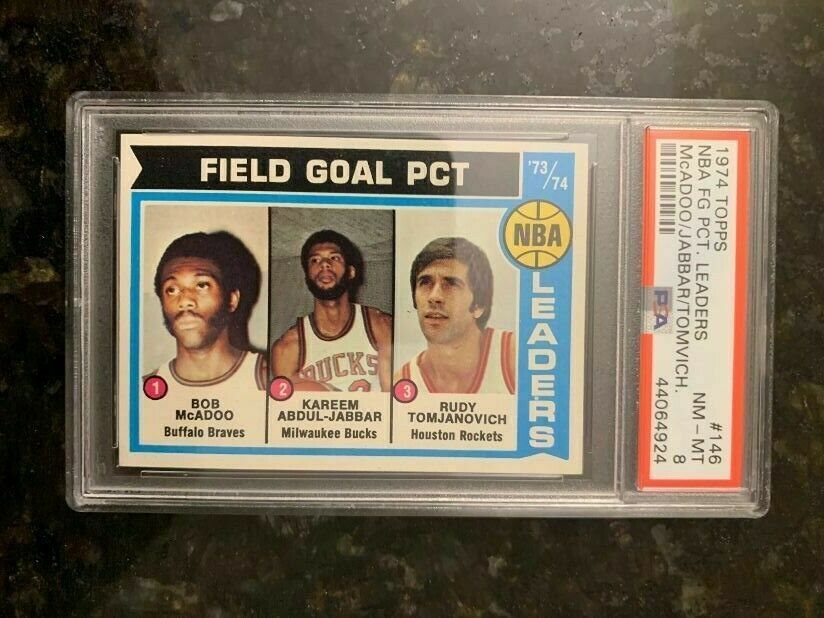 FIELD GOAL PCT
'73/74
NBA
LEADERS
BUCKS
1
BOB
McADOO
Buffalo Braves
2
KAREEM
ABDUL-JABBAR
Milwaukee Bucks
3
RUDY
TOMJANOVICH
Houston Rockets
1974 TOPPS #146
NBA FG PCT. LEADERS NM - MT
McADOO/JABBAR/TOMVICH. 8
PSA 44064924